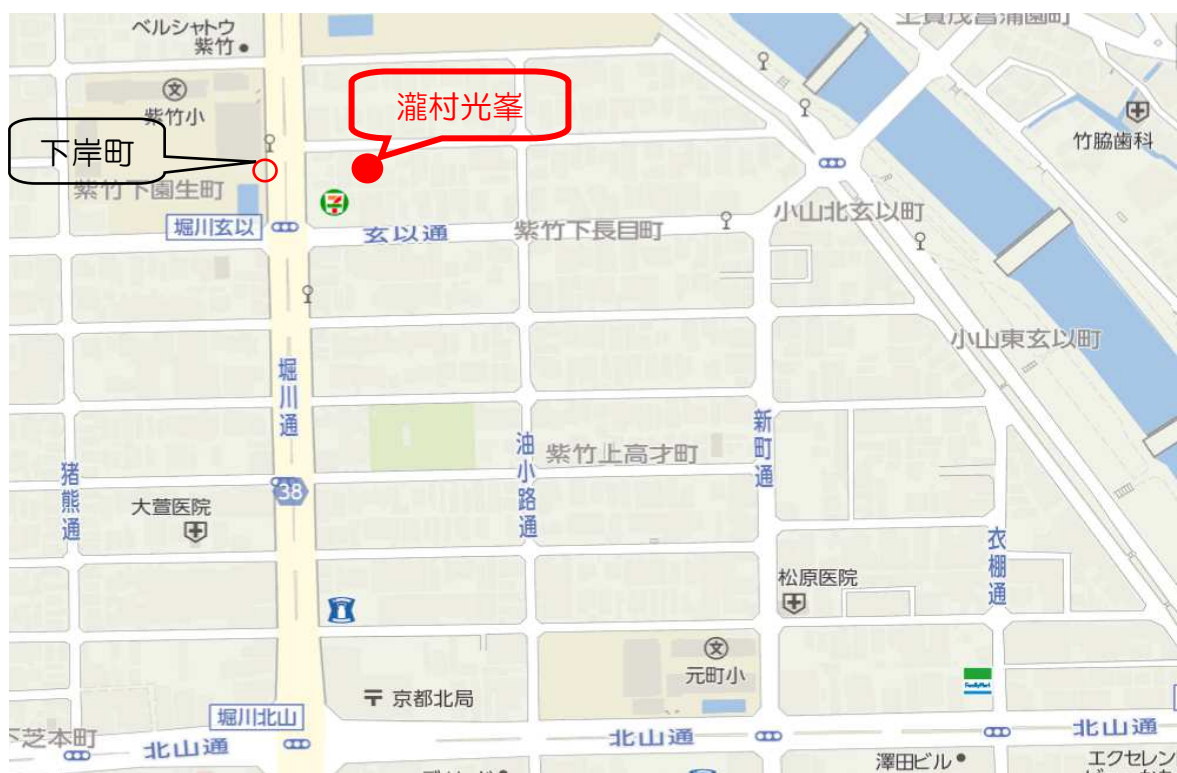 ベルシャトウ
紫竹
上賀茂菖蒲園町
文
紫竹小
瀧村光峯
竹脇歯科
下岸町
紫竹下園生町
7
堀川玄以
玄以通
紫竹下長目町
小山北玄以町
小山東玄以町
堀川通
新町通
油小路通
紫竹上高才町
猪熊通
38
大萱医院
衣棚通
松原医院
文
元町小
FamilyMart
〒 京都北局
堀川北山
下芝本町
北山通
北山通
北山通
澤田ビル
エクセレン